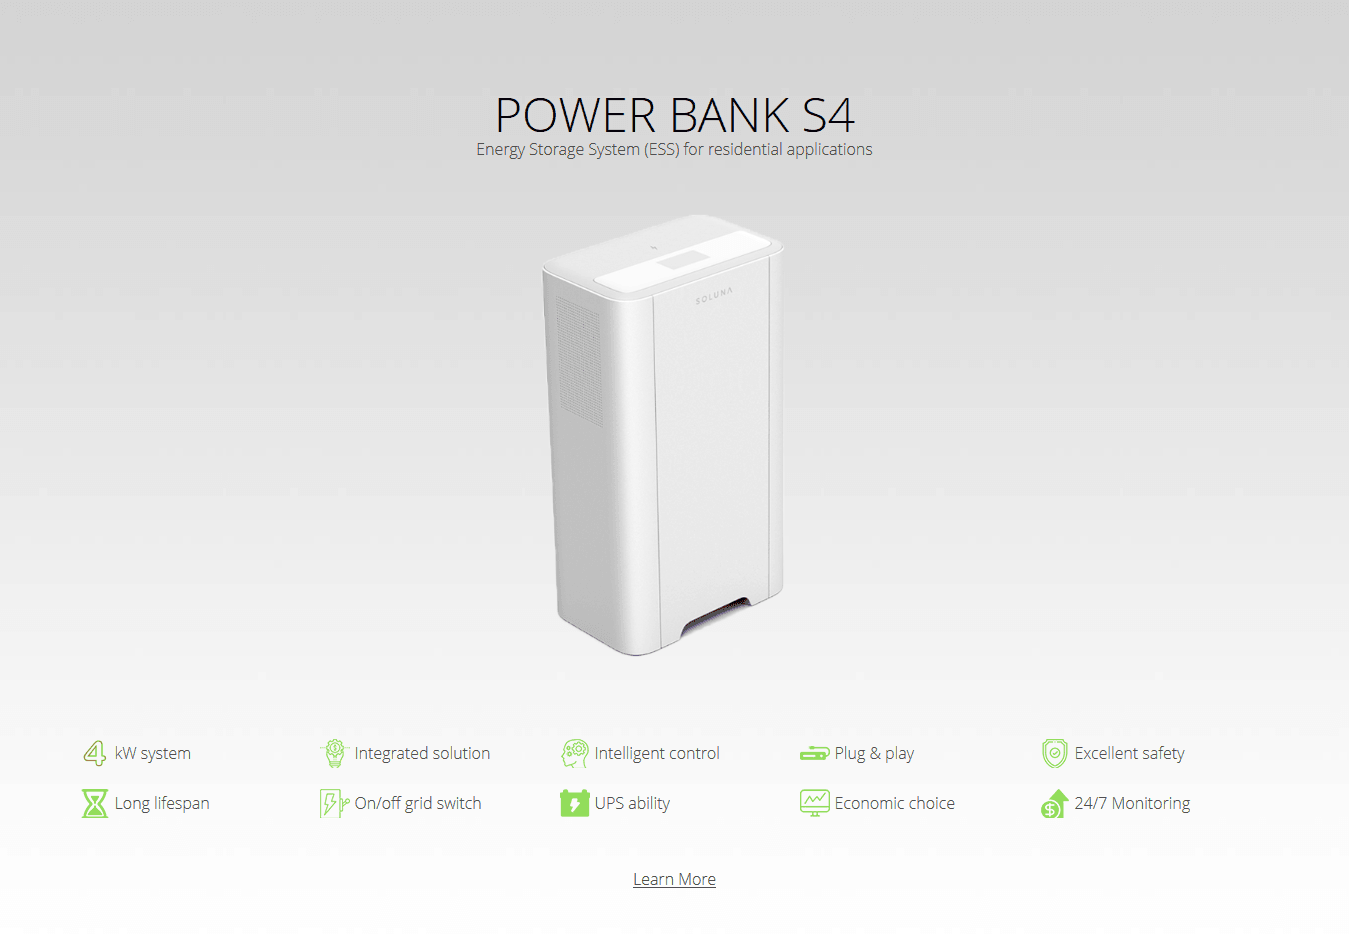 POWER BANK S4
Energy Storage System (ESS) for residential applications
SOLUNA
4 kW system
Integrated solution
Intelligent control
Plug & play
Excellent safety
Long lifespan
On/off grid switch
UPS ability
Economic choice
$ 24/7 Monitoring
Learn More